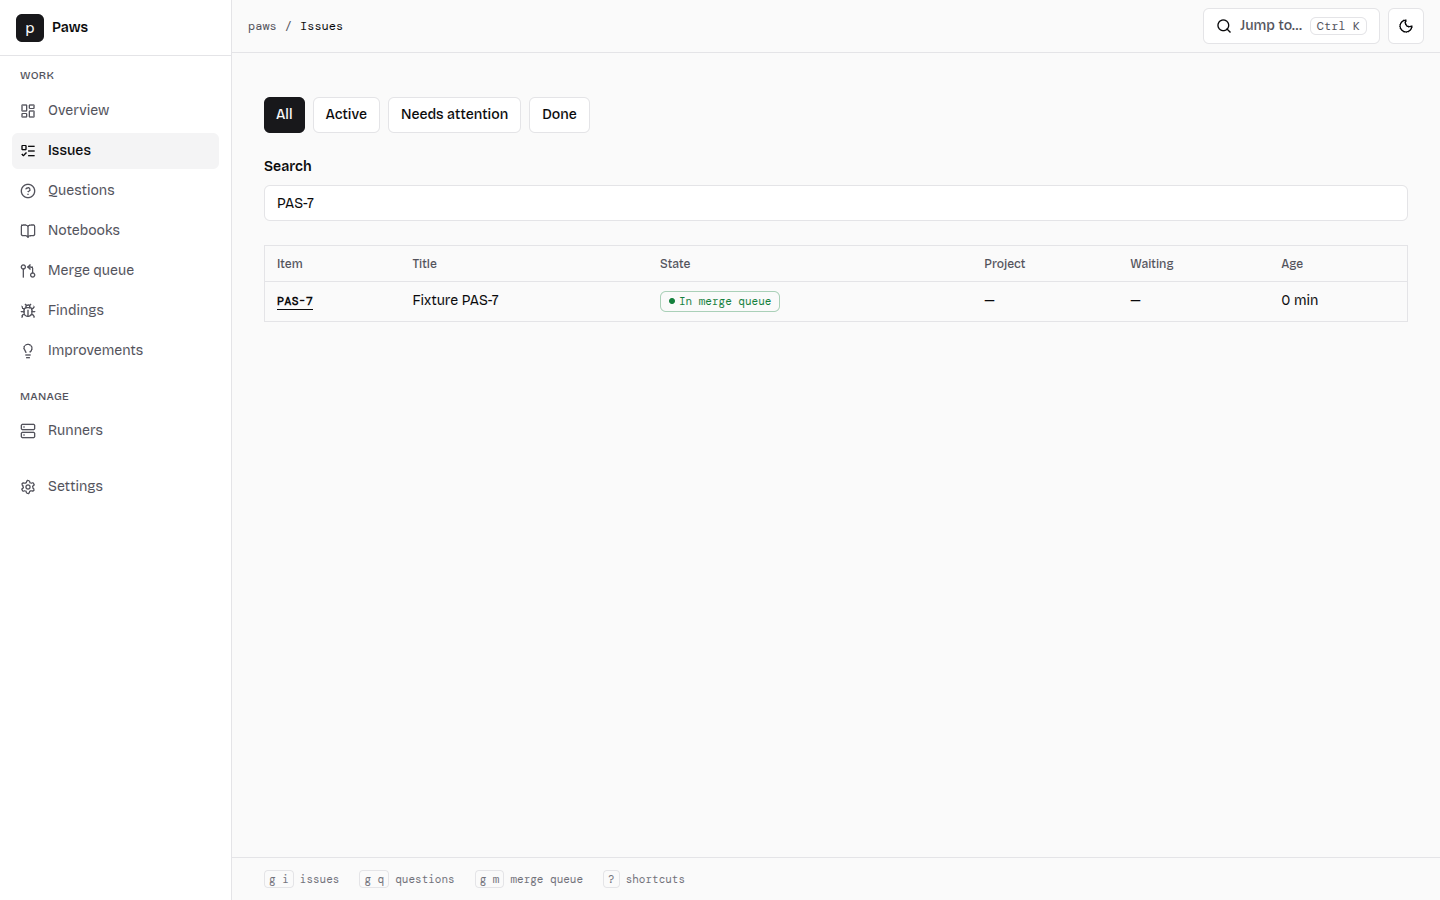 p Paws
WORK
Overview
Issues
Questions
Notebooks
Merge queue
Findings
Improvements
MANAGE
Runners
Settings
paws / Issues
Jump to... Ctrl K
All Active Needs attention Done
Search
PAS-7
Item Title State Project Waiting Age
PAS-7 Fixture PAS-7 In merge queue — — 0 min
g i issues g q questions g m merge queue ? shortcuts